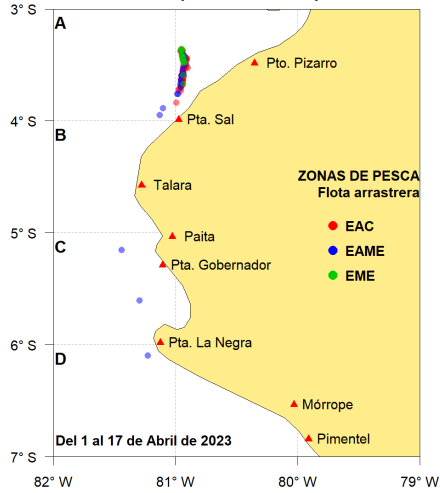 3° S
A
Pto. Pizarro
4° S
Pta. Sal
B
ZONAS DE PESCA
Flota arrastrera
Talara
EAC
5° S
Paita
C
EAME
Pta. Gobernador
EME
6° S
Pta. La Negra
D
Mórrope
Del 1 al 17 de Abril de 2023
Pimentel
7° S
82° W
81° W
80° W
79° W